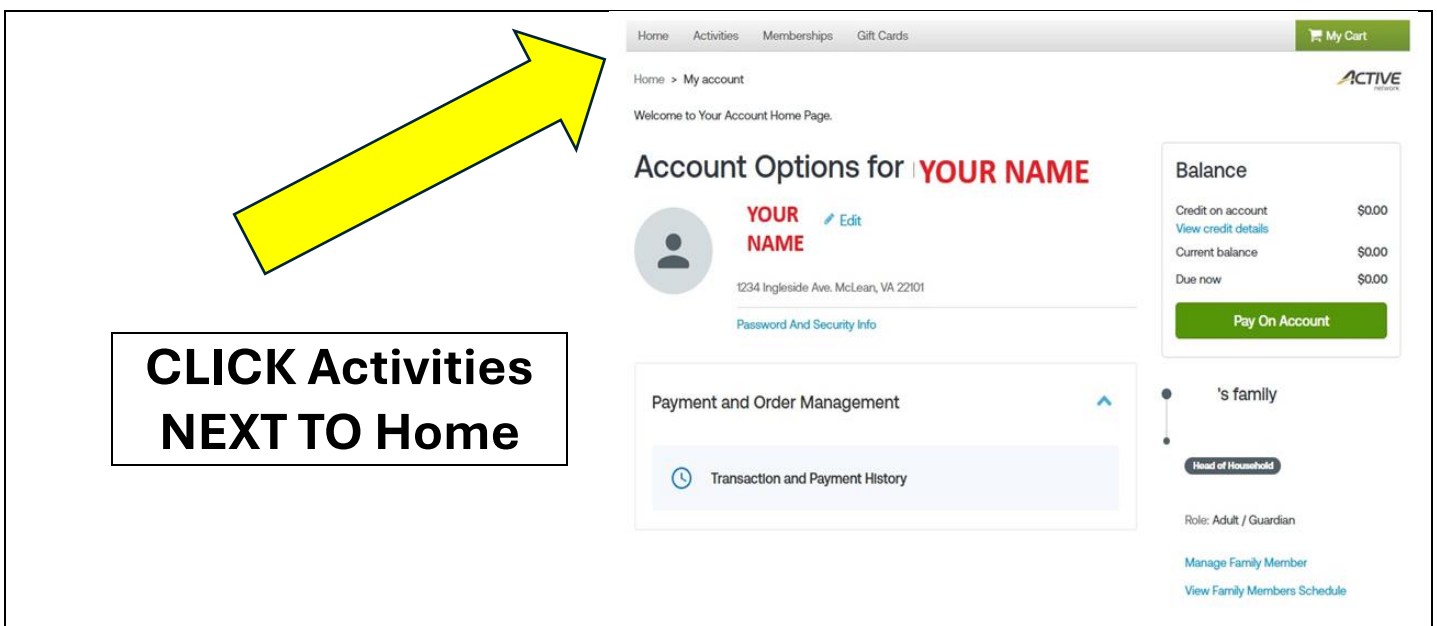 Home Activities Memberships Gift Cards My Cart
Home > My account
ACTIVE
network
Welcome to Your Account Home Page.
Account Options for YOUR NAME
YOUR
NAME
Edit
1234 Ingleside Ave. McLean, VA 22101
Password And Security Info
Balance
Credit on account $0.00
View credit details
Current balance $0.00
Due now $0.00
Pay On Account
CLICK Activities
NEXT TO Home
Payment and Order Management
Transaction and Payment History
's family
Head of Household
Role: Adult / Guardian
Manage Family Member
View Family Members Schedule